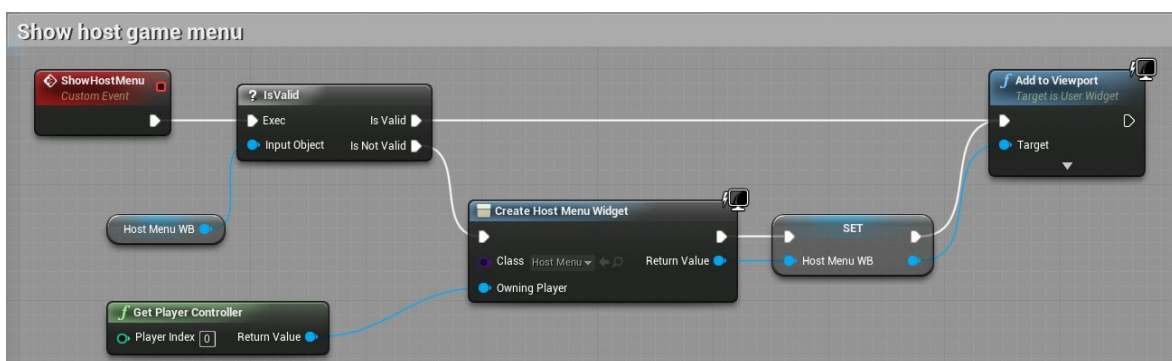 Show host game menu
ShowHostMenu
Custom Event
? IsValid
Exec
Is Valid
Input Object
Is Not Valid
Host Menu WB
f Get Player Controller
Player Index 0
Return Value
Create Host Menu Widget
Class Host Menu
Return Value
Owning Player
SET
Host Menu WB
f Add to Viewport
Target is User Widget
Target